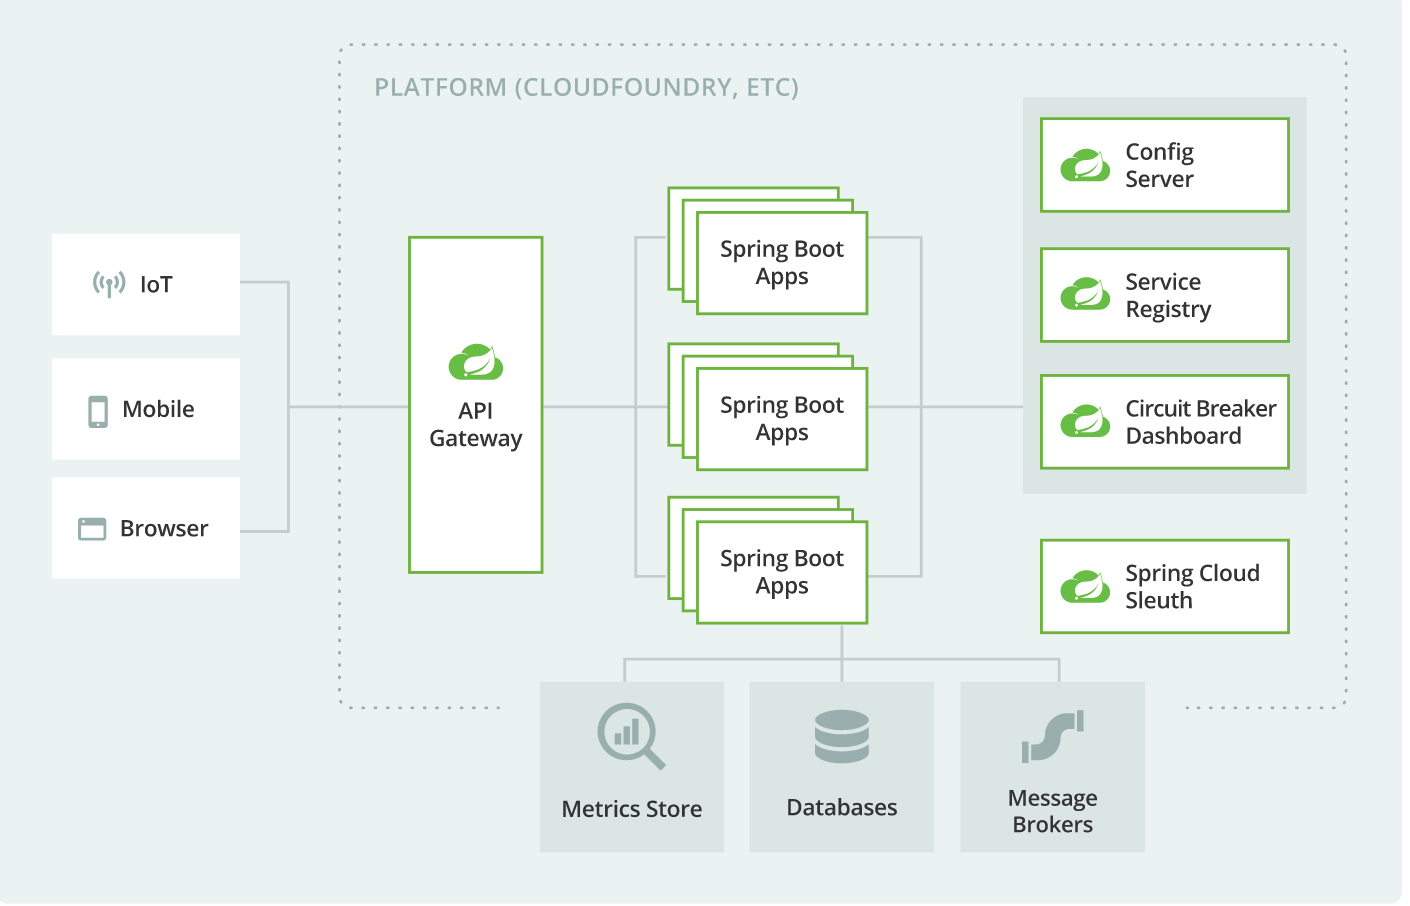 PLATFORM (CLOUDFOUNDRY, ETC)
IoT
Mobile
Browser
API
Gateway
Spring Boot
Apps
Spring Boot
Apps
Spring Boot
Apps
Config
Server
Service
Registry
Circuit Breaker
Dashboard
Spring Cloud
Sleuth
Metrics Store
Databases
Message
Brokers